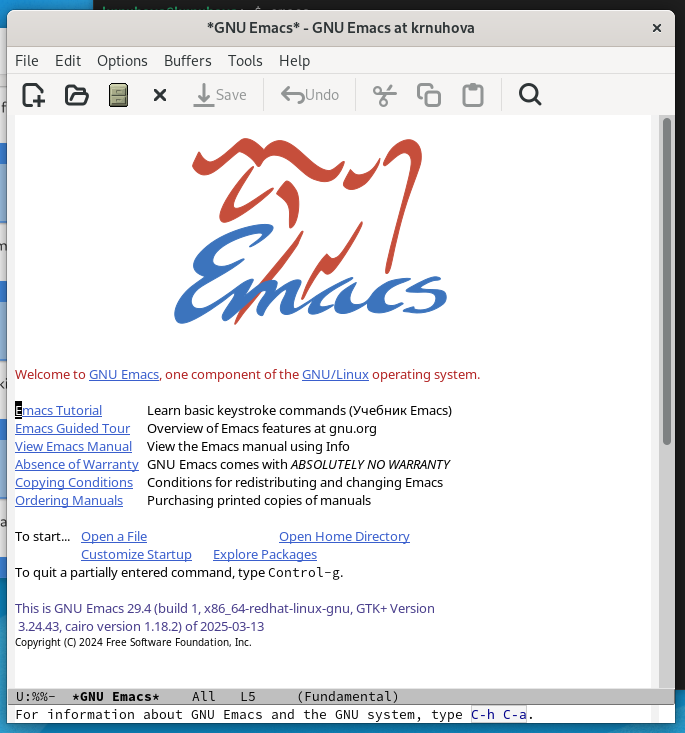 *GNU Emacs* - GNU Emacs at krnuhova
File Edit Options Buffers Tools Help
Save Undo
Emacs
Welcome to GNU Emacs, one component of the GNU/Linux operating system.
Emacs Tutorial Learn basic keystroke commands (Учебник Emacs)
Emacs Guided Tour Overview of Emacs features at gnu.org
View Emacs Manual View the Emacs manual using Info
Absence of Warranty GNU Emacs comes with ABSOLUTELY NO WARRANTY
Copying Conditions Conditions for redistributing and changing Emacs
Ordering Manuals Purchasing printed copies of manuals
To start... Open a File Open Home Directory
Customize Startup Explore Packages
To quit a partially entered command, type Control-g.
This is GNU Emacs 29.4 (build 1, x86_64-redhat-linux-gnu, GTK+ Version
3.24.43, cairo version 1.18.2) of 2025-03-13
Copyright (C) 2024 Free Software Foundation, Inc.
U:%%- *GNU Emacs* All L5 (Fundamental)
For information about GNU Emacs and the GNU system, type C-h C-a.